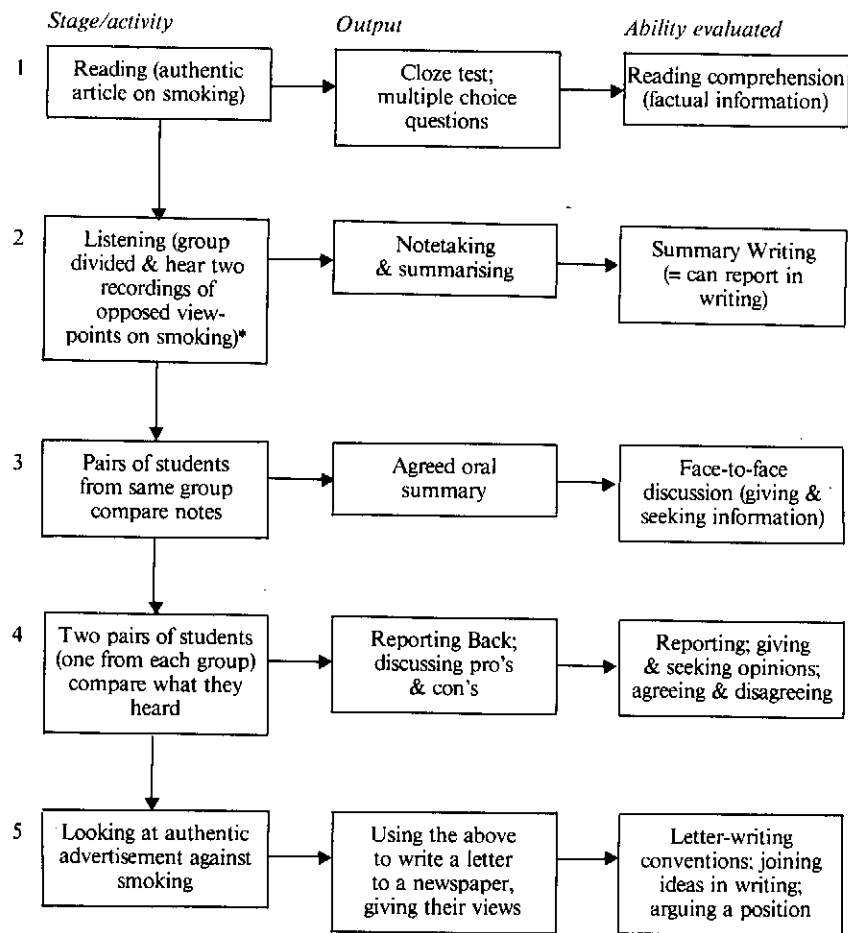 Stage/activity
Output
Ability evaluated
1
Reading (authentic
article on smoking)
Cloze test;
multiple choice
questions
Reading comprehension
(factual information)
2
Listening (group
divided & hear two
recordings of
opposed view-
points on smoking)*
Notetaking
& summarising
Summary Writing
(= can report in
writing)
3
Pairs of students
from same group
compare notes
Agreed oral
summary
Face-to-face
discussion (giving &
seeking information)
4
Two pairs of students
(one from each group)
compare what they
heard
Reporting Back;
discussing pro's
& con's
Reporting; giving
& seeking opinions;
agreeing & disagreeing
5
Looking at authentic
advertisement against
smoking
Using the above
to write a letter
to a newspaper,
giving their views
Letter-writing
conventions; joining
ideas in writing;
arguing a position